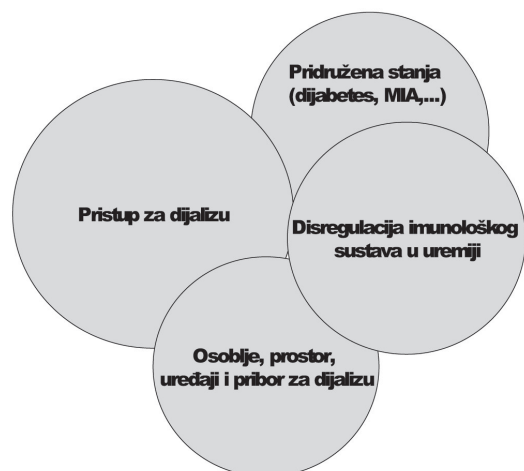 Pridružena stanja
(dijabetes, MIA,...)
Pristup za dijalizu
Disregulacija imunološkog
sustava u uremiji
Osoblje, prostor,
uređaji i pribor za dijalizu